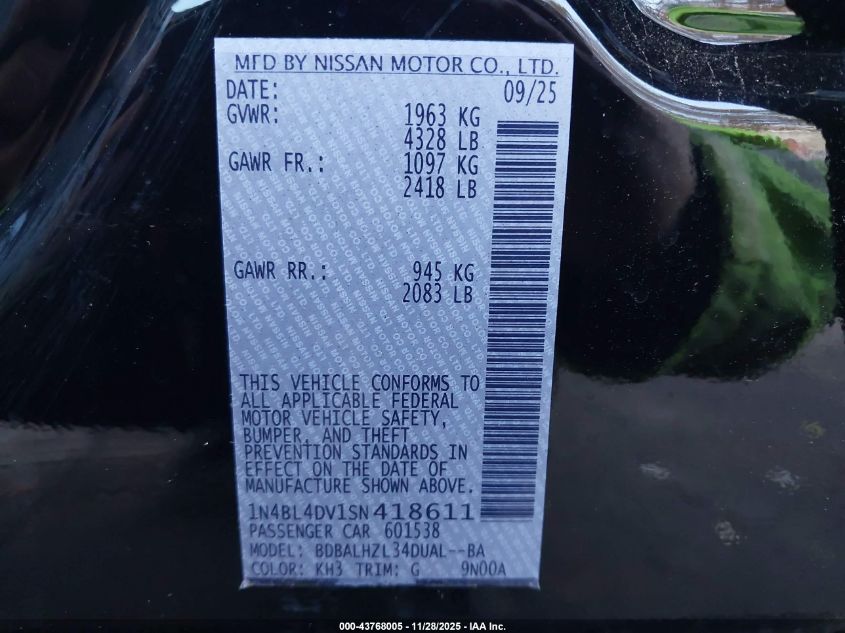 MFD BY NISSAN MOTOR CO., LTD.
DATE: 09/25
GVWR: 1963 KG
4328 LB
GAWR FR.: 1097 KG
2418 LB
GAWR RR.: 945 KG
2083 LB
THIS VEHICLE CONFORMS TO
ALL APPLICABLE FEDERAL
MOTOR VEHICLE SAFETY,
BUMPER, AND THEFT
PREVENTION STANDARDS IN
EFFECT ON THE DATE OF
MANUFACTURE SHOWN ABOVE.
1N4BL4DV1SN418611
PASSENGER CAR 601538
MODEL: BDBALHZL34DUAL--BA
COLOR: KH3 TRIM: G 9N00A
000-43768005 - 11/28/2025 - IAA Inc.